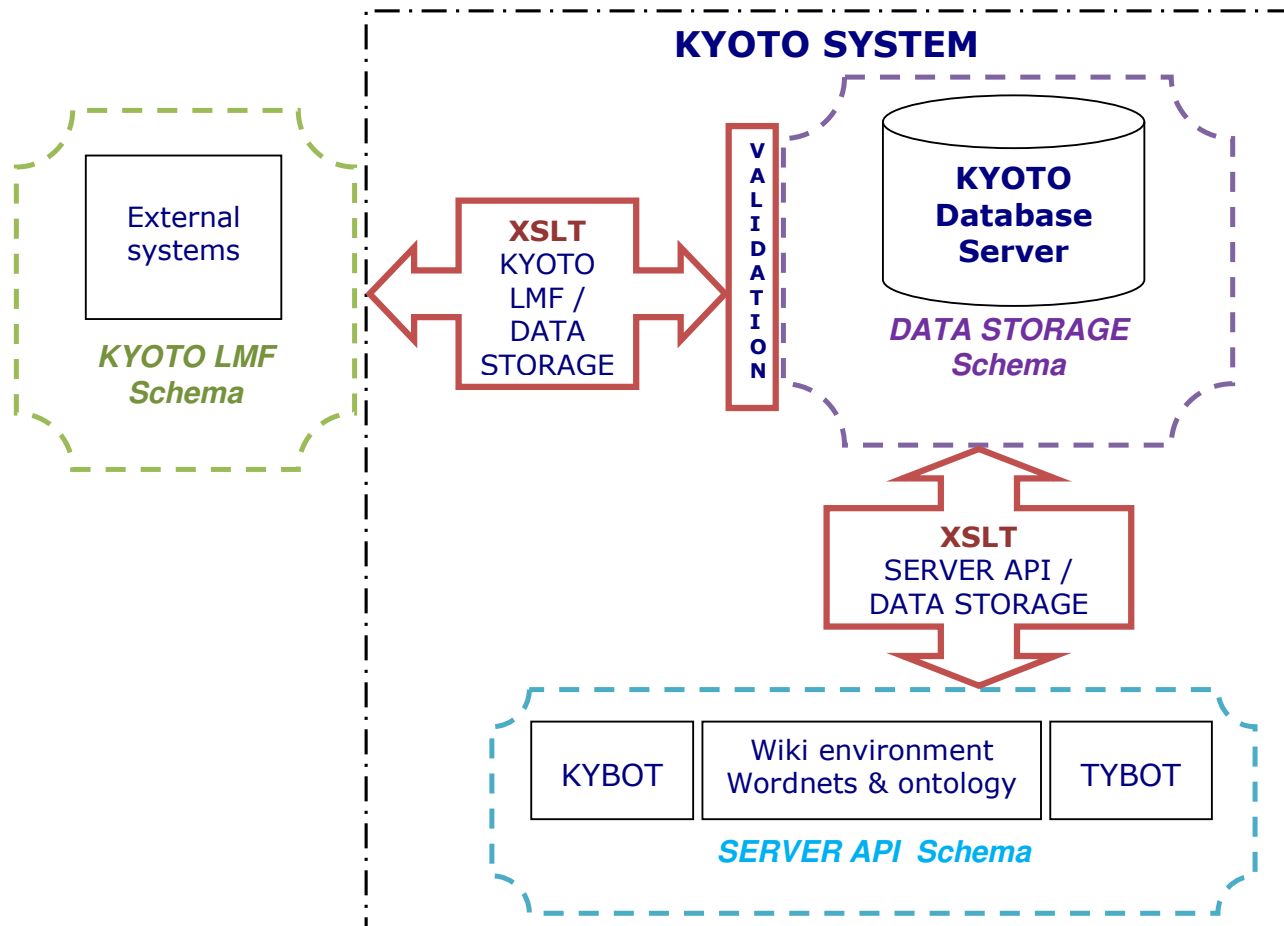 KYOTO SYSTEM
External
systems
KYOTO LMF
Schema
XSLT
KYOTO
LMF /
DATA
STORAGE
VALIDATION
KYOTO
Database
Server
DATA STORAGE
Schema
XSLT
SERVER API /
DATA STORAGE
KYBOT
Wiki environment
Wordnets & ontology
TYBOT
SERVER API Schema